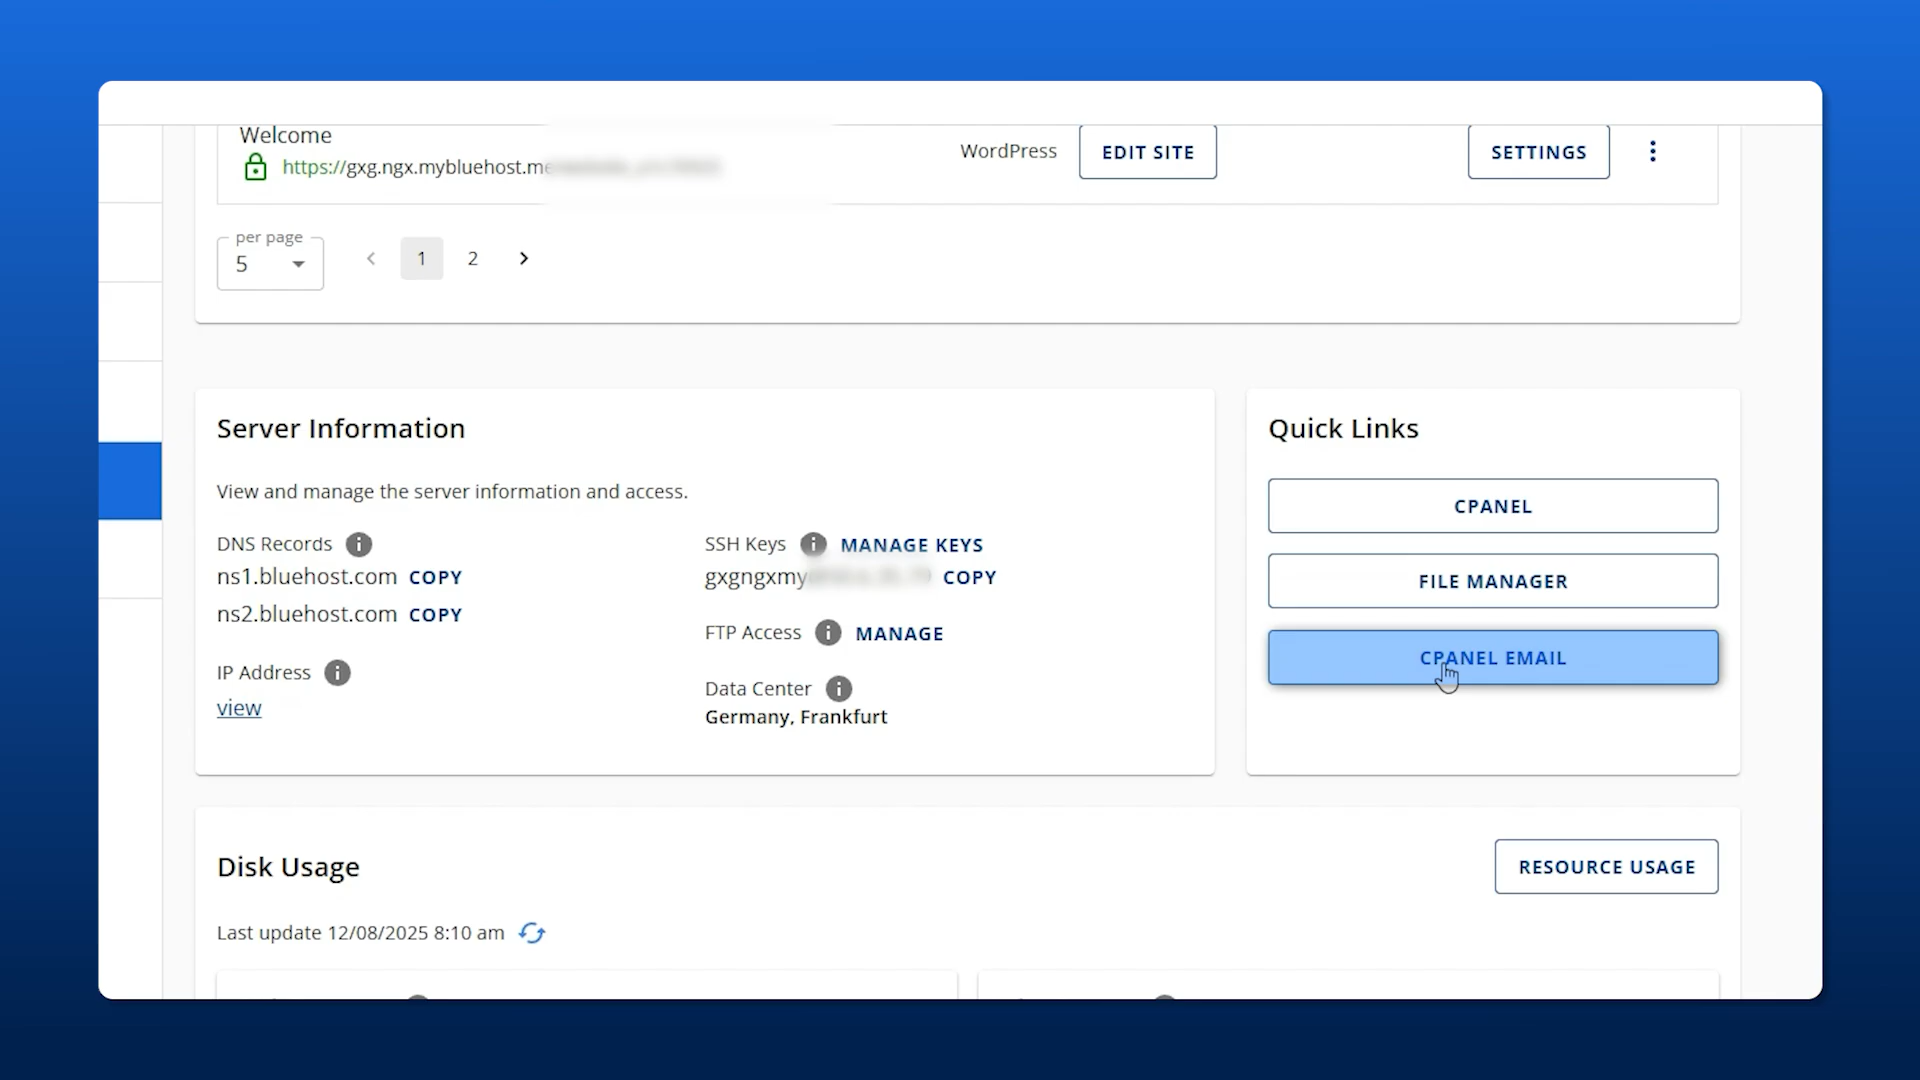 Welcome
https://gxg.ngx.mybluehost.me
WordPress
EDIT SITE
SETTINGS
per page
5
1
2
Server Information
View and manage the server information and access.
DNS Records
ns1.bluehost.com COPY
ns2.bluehost.com COPY
IP Address
view
SSH Keys MANAGE KEYS
gxgngxmy COPY
FTP Access MANAGE
Data Center
Germany, Frankfurt
Quick Links
CPANEL
FILE MANAGER
CPANEL EMAIL
Disk Usage
RESOURCE USAGE
Last update 12/08/2025 8:10 am